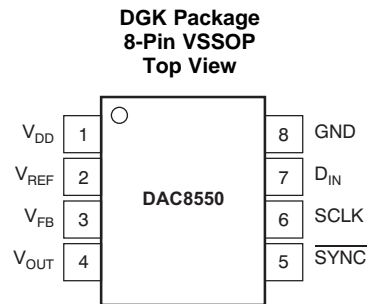 DGK Package
8-Pin VSSOP
Top View
V_DD 1 8 GND
V_REF 2 7 D_IN
DAC8550
V_FB 3 6 SCLK
V_OUT 4 5 S̅Y̅N̅C̅